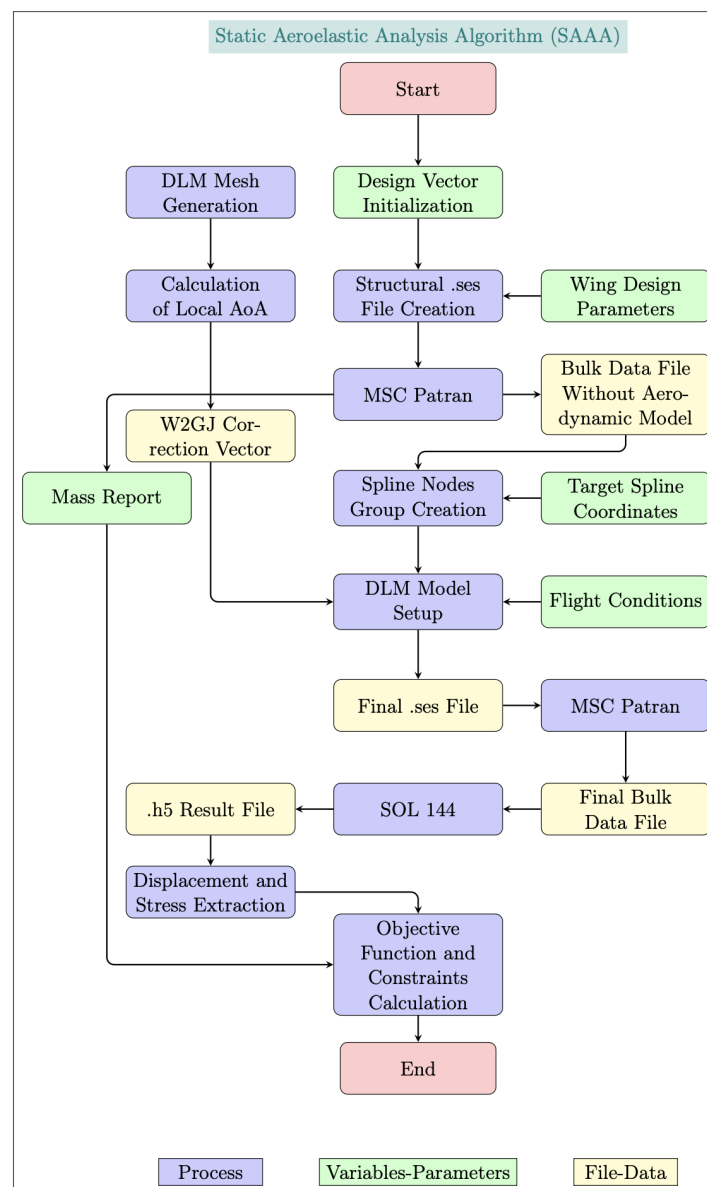 Static Aeroelastic Analysis Algorithm (SAAA)
Start
DLM Mesh
Generation
Design Vector
Initialization
Calculation
of Local AoA
Structural .ses
File Creation
Wing Design
Parameters
MSC Patran
Bulk Data File
Without Aero-
dynamic Model
W2GJ Cor-
rection Vector
Mass Report
Spline Nodes
Group Creation
Target Spline
Coordinates
DLM Model
Setup
Flight Conditions
Final .ses File
MSC Patran
.h5 Result File
SOL 144
Final Bulk
Data File
Displacement and
Stress Extraction
Objective
Function and
Constraints
Calculation
End
Process
Variables-Parameters
File-Data